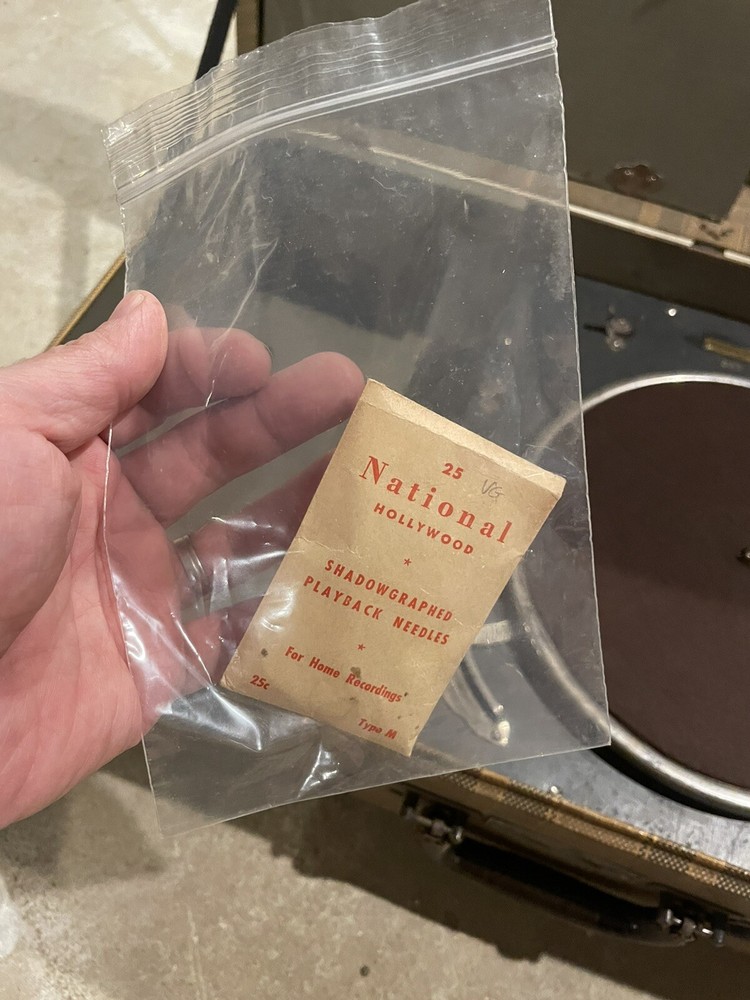 25 VG
National
HOLLYWOOD
SHADOWGRAPHED
PLAYBACK NEEDLES
For Home Recordings
25c
Type M